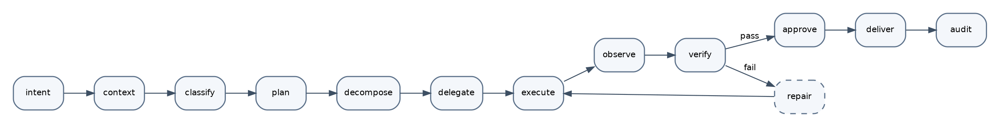 intent
context
classify
plan
decompose
delegate
execute
observe
verify
pass
fail
approve
deliver
audit
repair